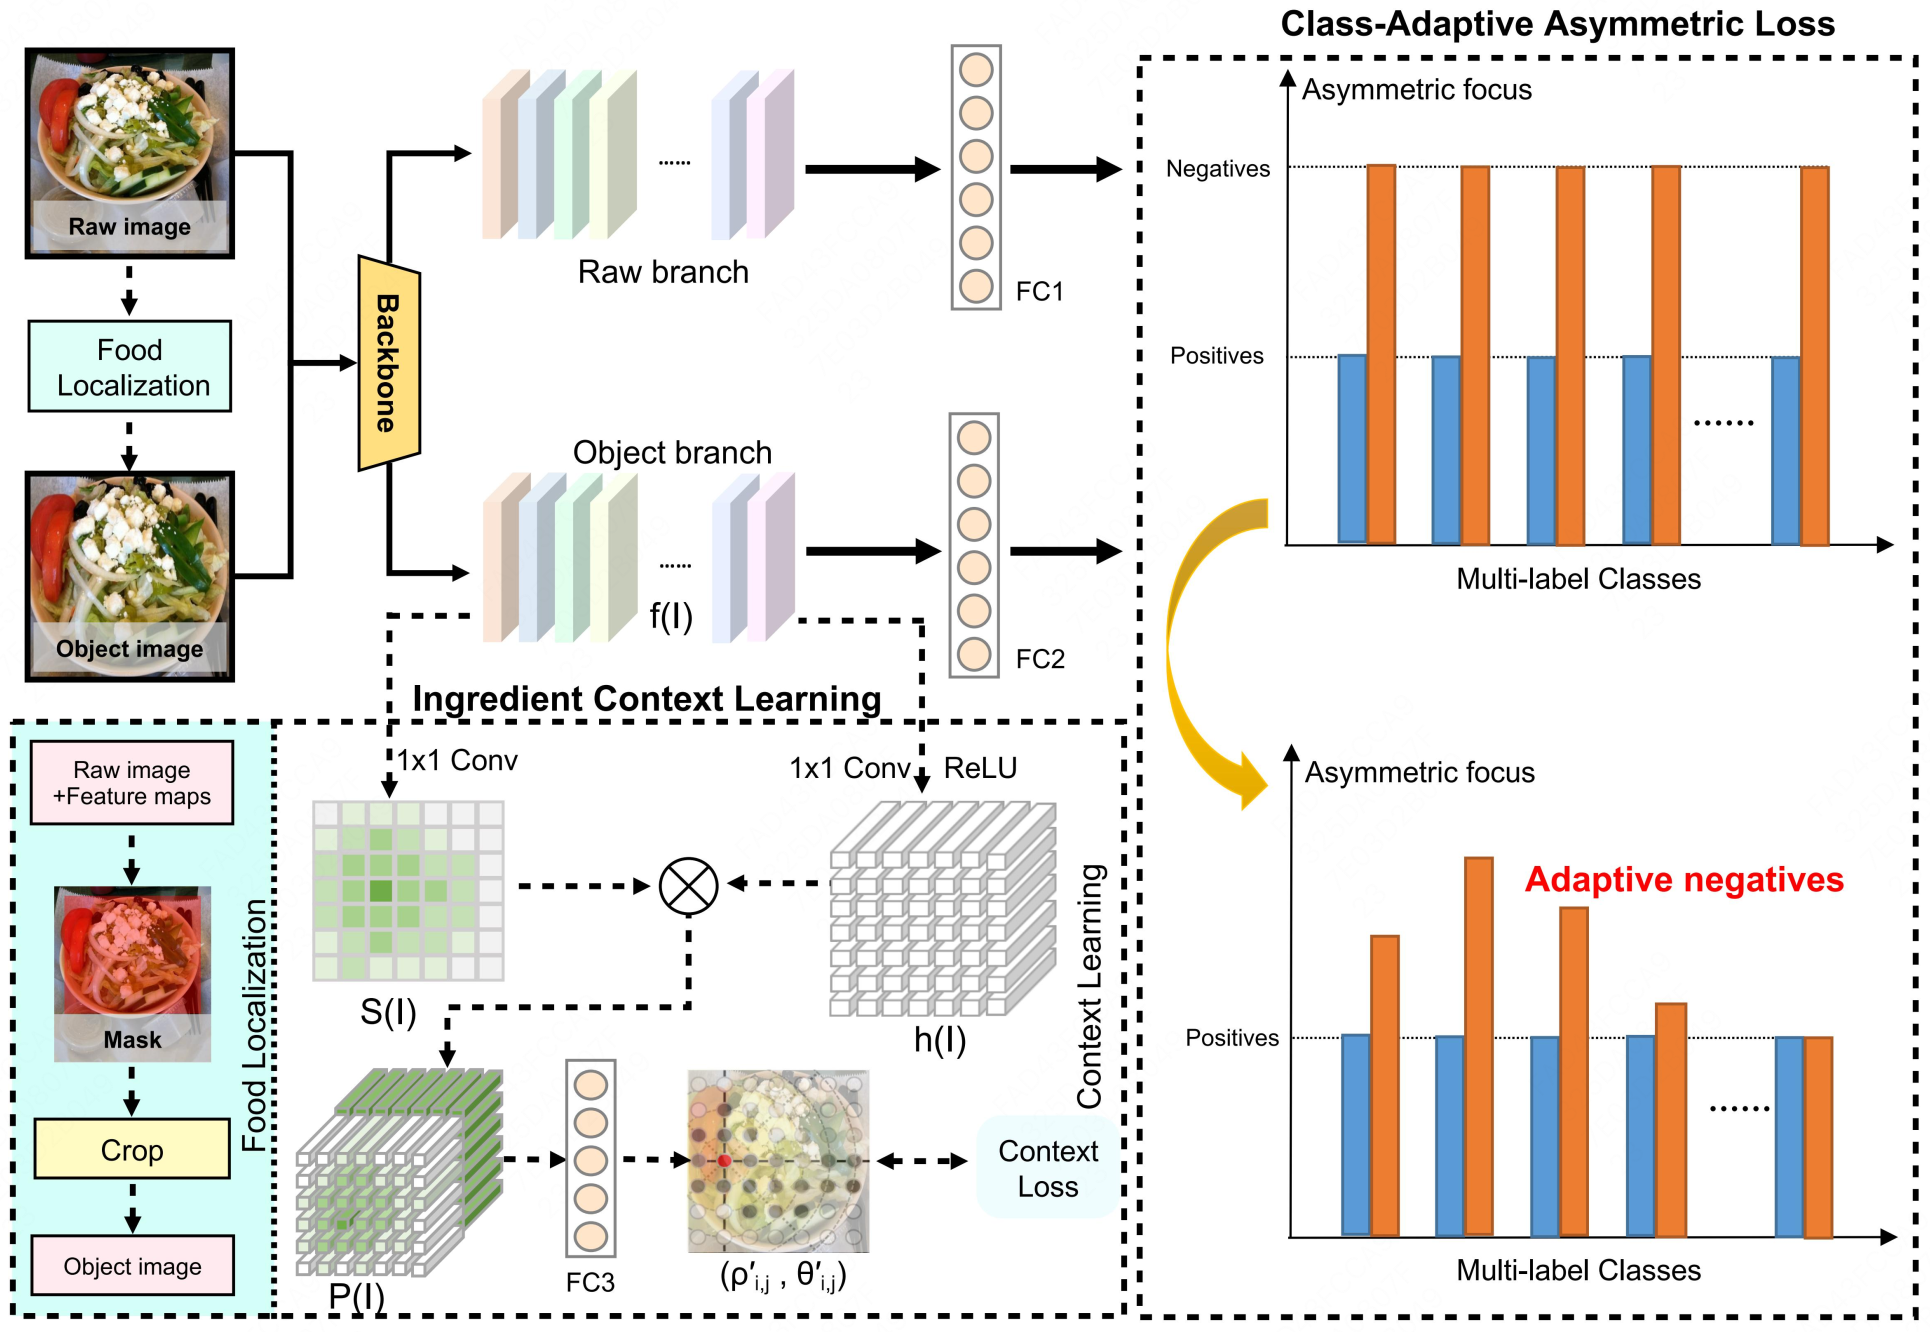 Class-Adaptive Asymmetric Loss
Raw image
Food
Localization
Object image
Backbone
......
Raw branch
FC1
Object branch
......
f(I)
FC2
Ingredient Context Learning
Asymmetric focus
Negatives
Positives
......
Multi-label Classes
Asymmetric focus
Adaptive negatives
Positives
......
Multi-label Classes
Raw image
+Feature maps
Mask
Crop
Object image
Food Localization
1x1 Conv
1x1 Conv
ReLU
S(I)
h(I)
Context Learning
P(I)
FC3
(ρ′i,j , θ′i,j)
Context
Loss